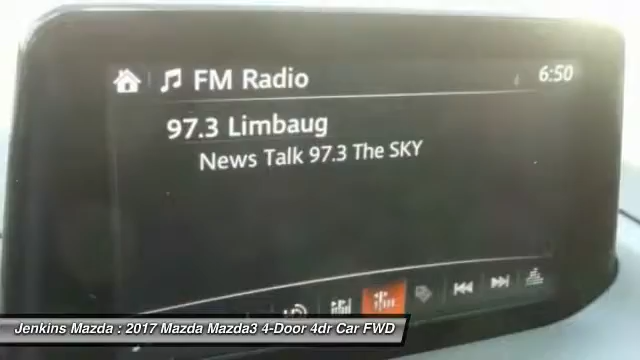 FM Radio
6:50
97.3 Limbaug
News Talk 97.3 The SKY
Jenkins Mazda : 2017 Mazda Mazda3 4-Door 4dr Car FWD